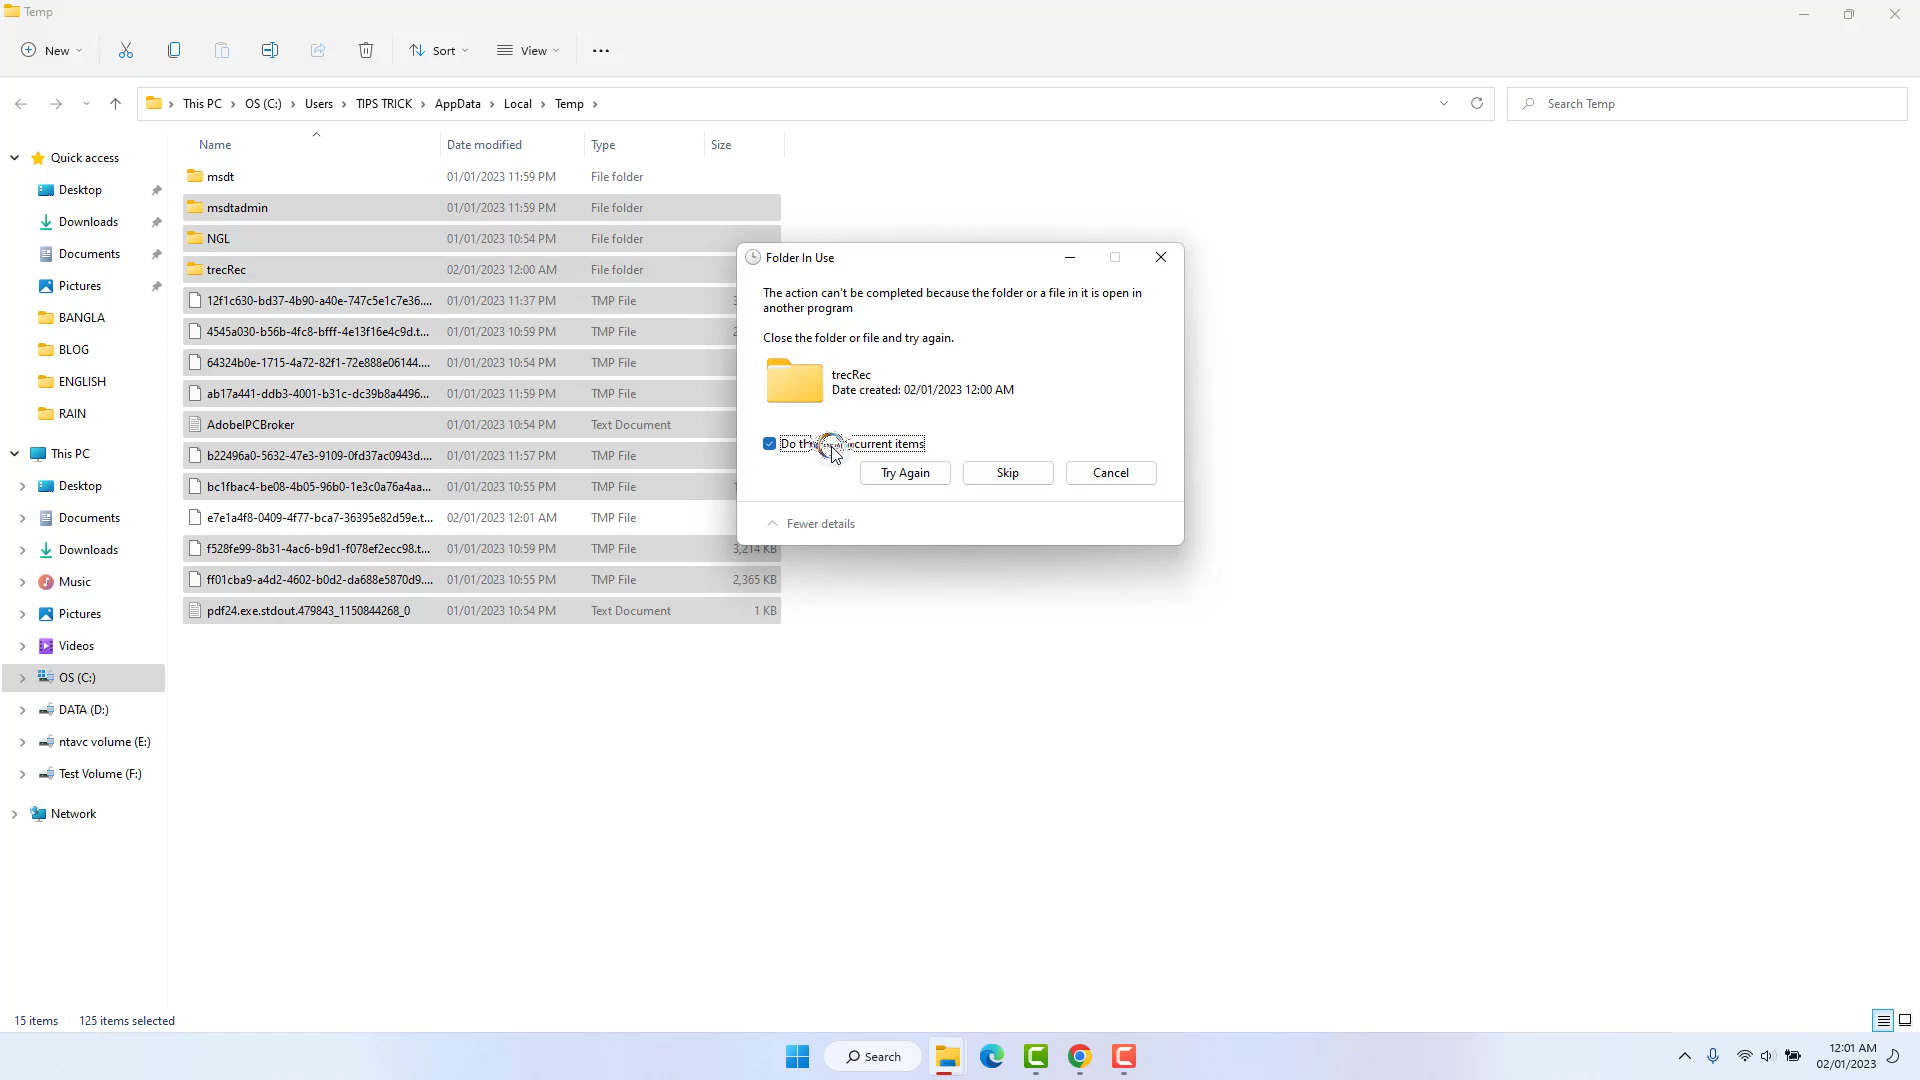 Temp
New
Sort
View
This PC
OS (C:)
Users
TIPS TRICK
AppData
Local
Temp
Search Temp
Name
Date modified
Type
Size
Quick access
Desktop
Downloads
Documents
Pictures
BANGLA
BLOG
ENGLISH
RAIN
This PC
Desktop
Documents
Downloads
Music
Pictures
Videos
OS (C:)
DATA (D:)
ntavc volume (E:)
Test Volume (F:)
Network
msdt 01/01/2023 11:59 PM File folder
msdtadmin 01/01/2023 11:59 PM File folder
NGL 01/01/2023 10:54 PM File folder
trecRec 02/01/2023 12:00 AM File folder
12f1c630-bd37-4b90-a40e-747c5e1c7e36.... 01/01/2023 11:37 PM TMP File
4545a030-b56b-4fc8-bfff-4e13f16e4c9d.t... 01/01/2023 10:59 PM TMP File
64324b0e-1715-4a72-82f1-72e888e06144.... 01/01/2023 10:54 PM TMP File
ab17a441-ddb3-4001-b31c-dc39b8a4496... 01/01/2023 11:59 PM TMP File
AdobeIPCBroker 01/01/2023 10:54 PM Text Document
b22496a0-5632-47e3-9109-0fd37ac0943d.... 01/01/2023 11:57 PM TMP File
bc1fbac4-be08-4b05-96b0-1e3c0a76a4aa... 01/01/2023 10:55 PM TMP File
e7e1a4f8-0409-4f77-bca7-36395e82d59e.t... 02/01/2023 12:01 AM TMP File
f528fe99-8b31-4ac6-b9d1-f078ef2ecc98.t... 01/01/2023 10:59 PM TMP File 3,214 KB
ff01cba9-a4d2-4602-b0d2-da688e5870d9.... 01/01/2023 10:55 PM TMP File 2,365 KB
pdf24.exe.stdout.479843_1150844268_0 01/01/2023 10:54 PM Text Document 1 KB
Folder In Use
The action can't be completed because the folder or a file in it is open in
another program
Close the folder or file and try again.
trecRec
Date created: 02/01/2023 12:00 AM
Do current items
Try Again
Skip
Cancel
Fewer details
15 items
125 items selected
Search
12:01 AM
02/01/2023